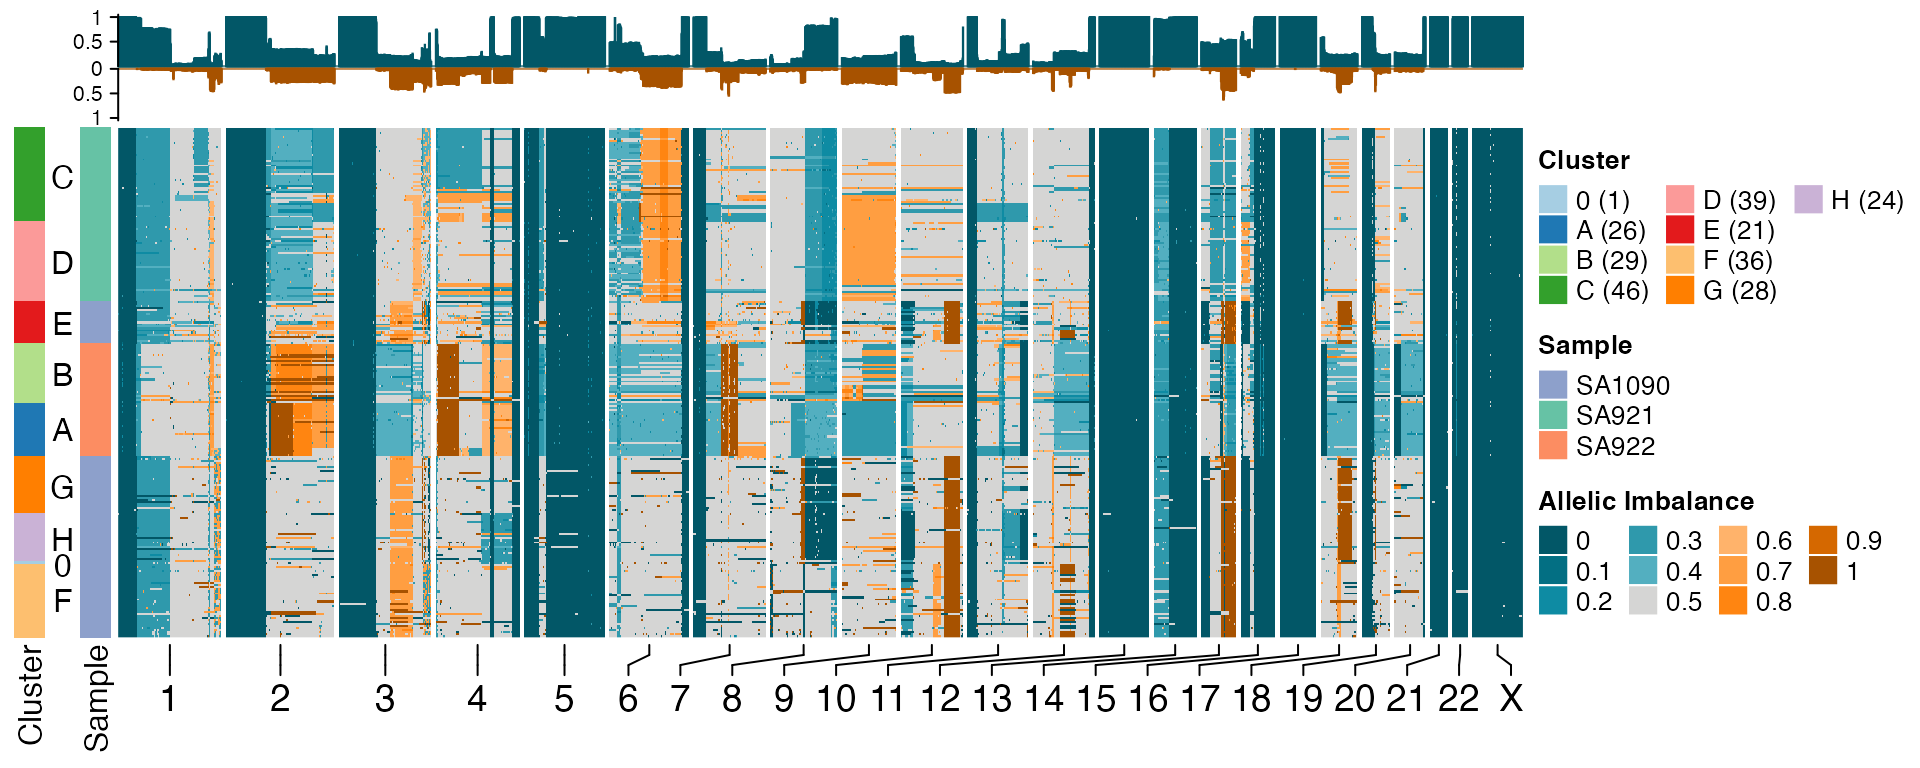 1
0.5
0
0.5
1
C
D
E
B
A
G
H
0
F
Cluster
Sample
1 2 3 4 5 6 7 8 9 10 11 12 13 14 15 16 17 18 19 20 21 22 X
Cluster
0 (1) D (39) H (24)
A (26) E (21)
B (29) F (36)
C (46) G (28)
Sample
SA1090
SA921
SA922
Allelic Imbalance
0 0.3 0.6 0.9
0.1 0.4 0.7 1
0.2 0.5 0.8